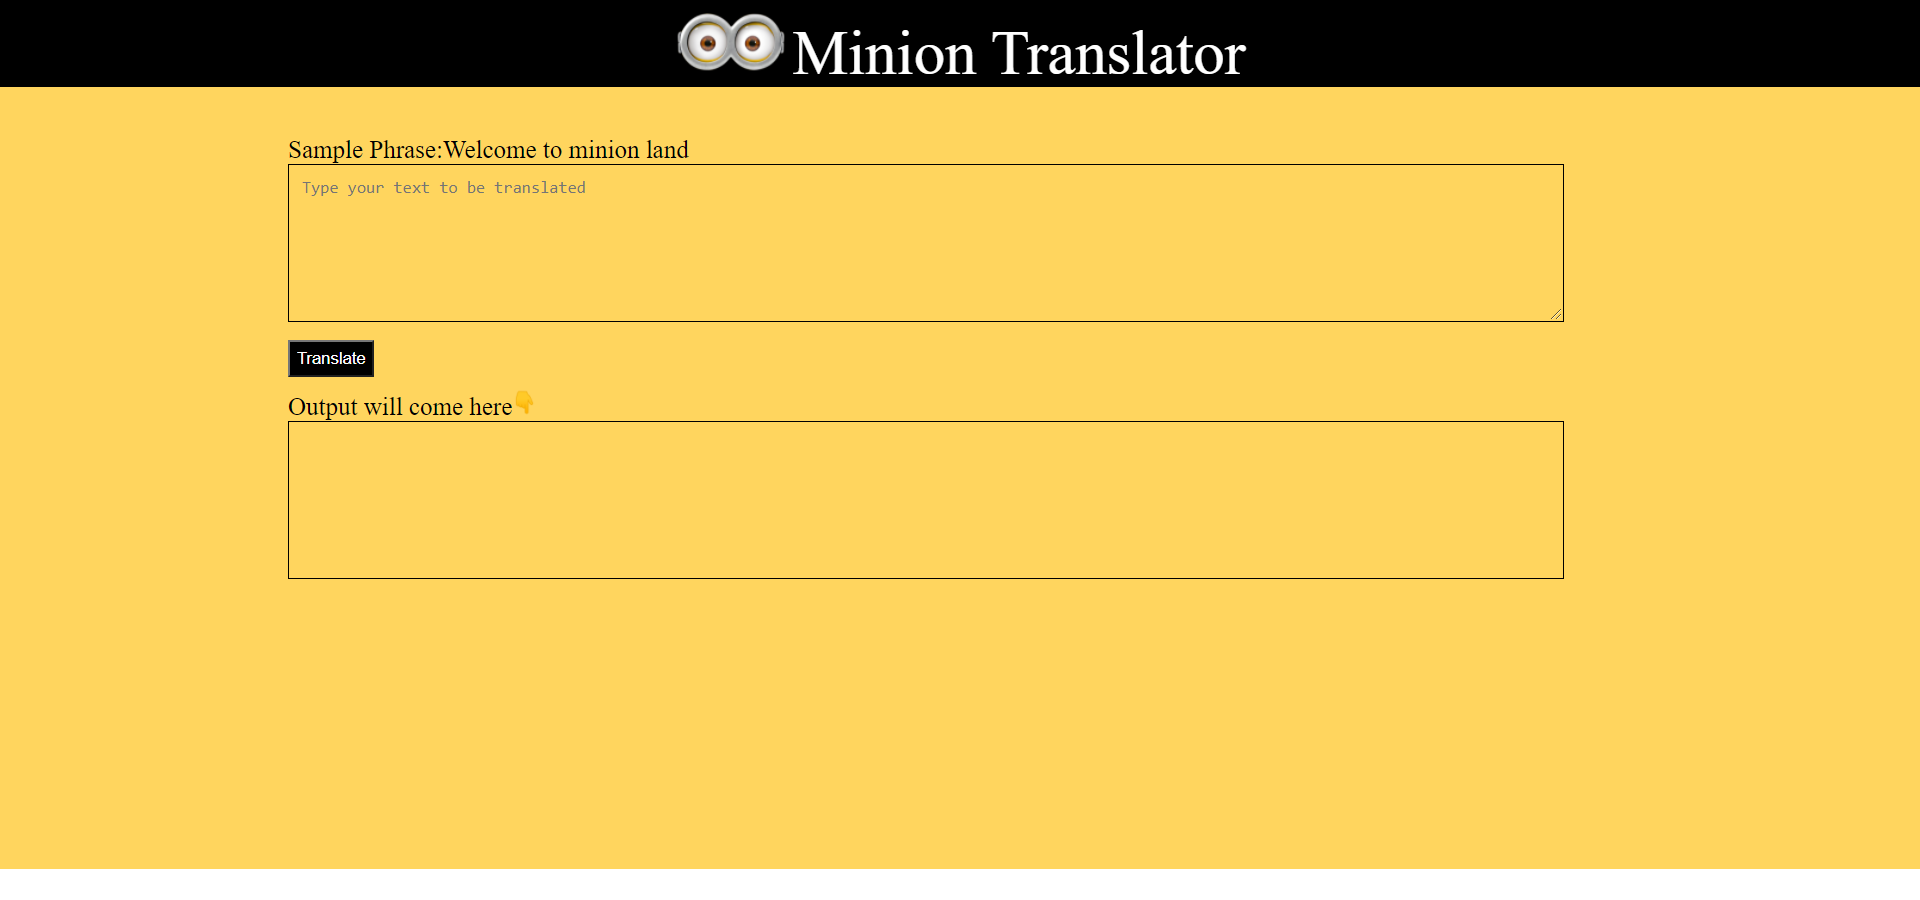 Minion Translator
Sample Phrase:Welcome to minion land
Type your text to be translated
Translate
Output will come here👇